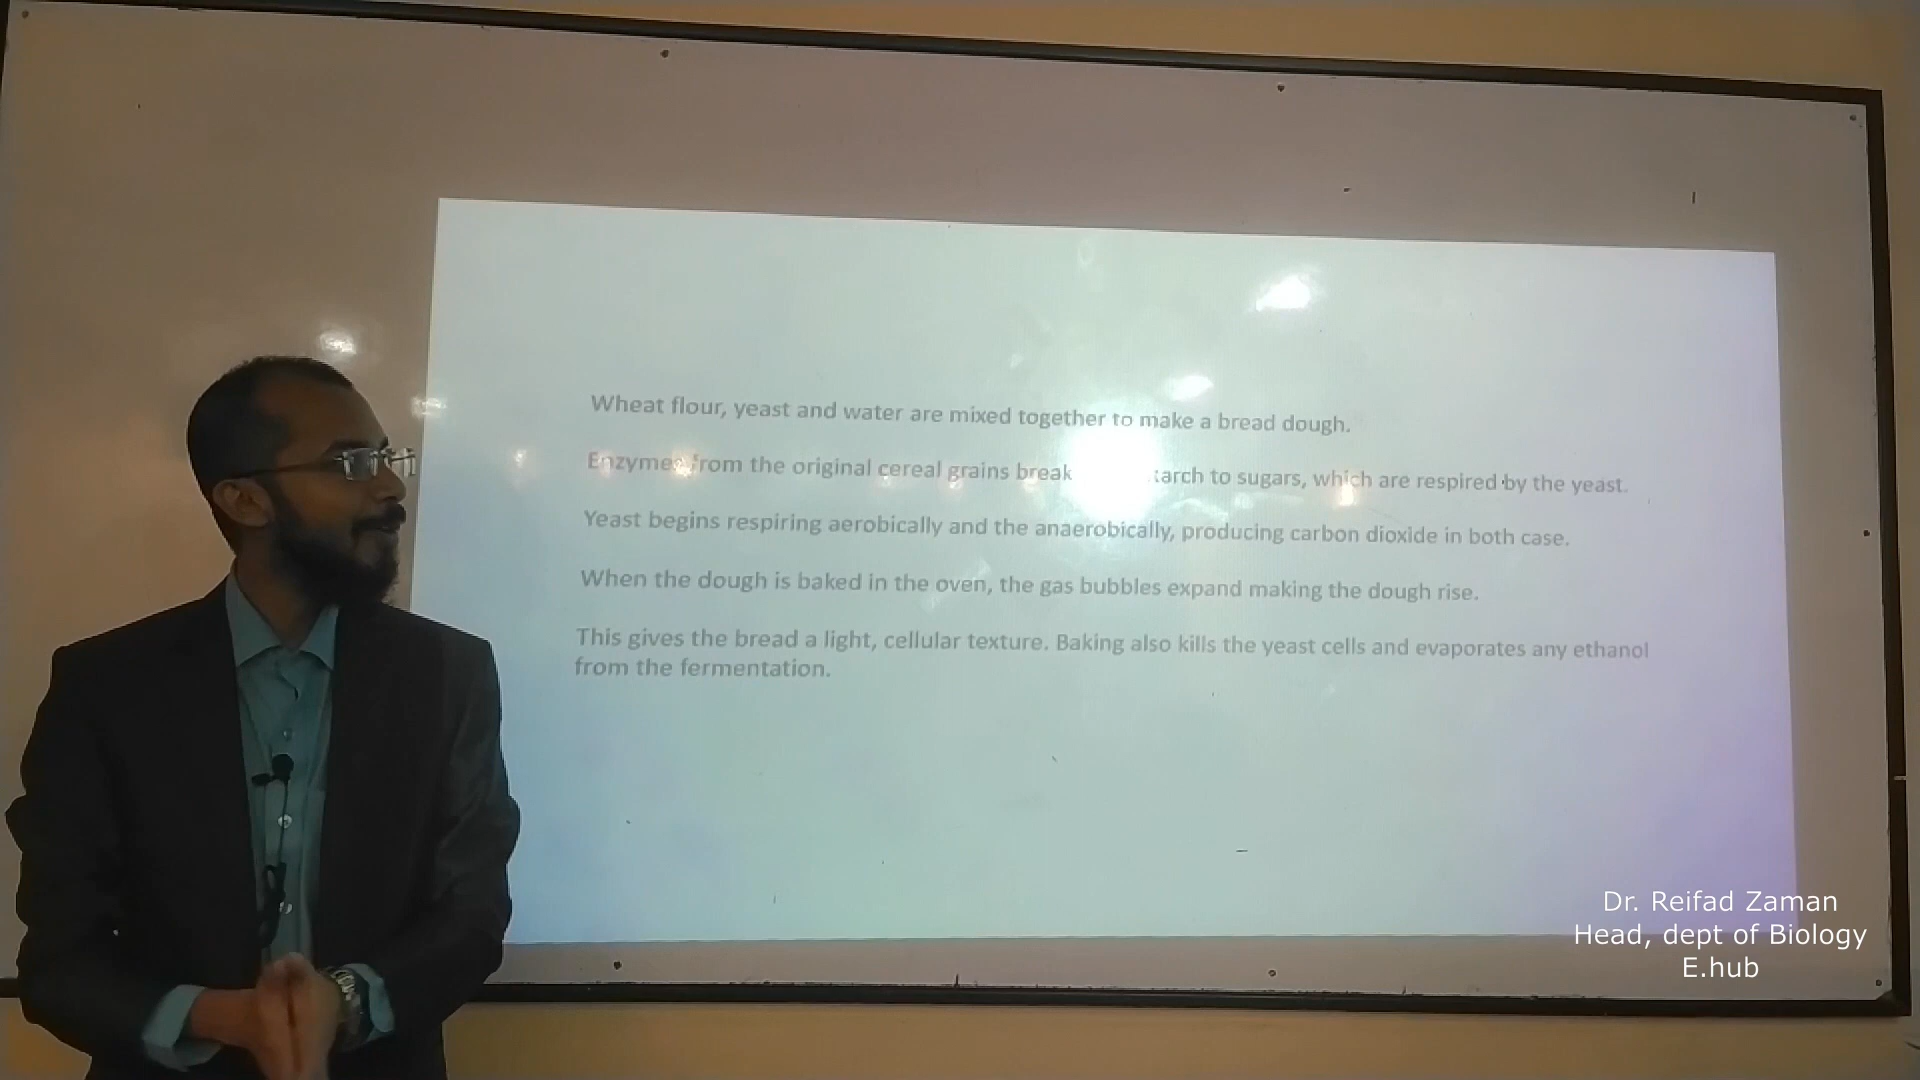 Wheat flour, yeast and water are mixed together to make a bread dough.
Enzymes from the original cereal grains break to sugars, which are respired by the yeast.
Yeast begins respiring aerobically and the anaerobically, producing carbon dioxide in both case.
When the dough is baked in the oven, the gas bubbles expand making the dough rise.
This gives the bread a light, cellular texture. Baking also kills the yeast cells and evaporates any ethanol
from the fermentation.
Dr. Reifad Zaman
Head, dept of Biology
E.hub